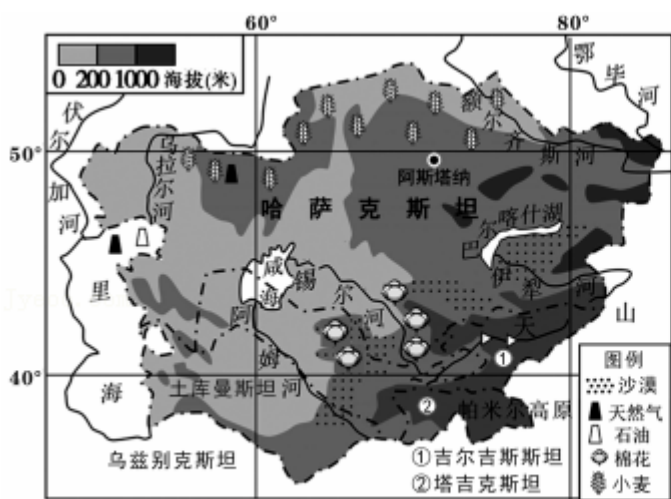 60° 80°
0 200 1000 海拔(米)
鄂毕河
伏尔加河
乌拉尔河
额尔齐斯河
50°
阿斯塔纳
哈萨克斯坦
巴尔喀什湖
咸海
锡尔河
伊犁河
里海
阿姆河
天山
①
40°
土库曼斯坦
②
帕米尔高原
乌兹别克斯坦
①吉尔吉斯斯坦
②塔吉克斯坦
图例
沙漠
天然气
石油
棉花
小麦